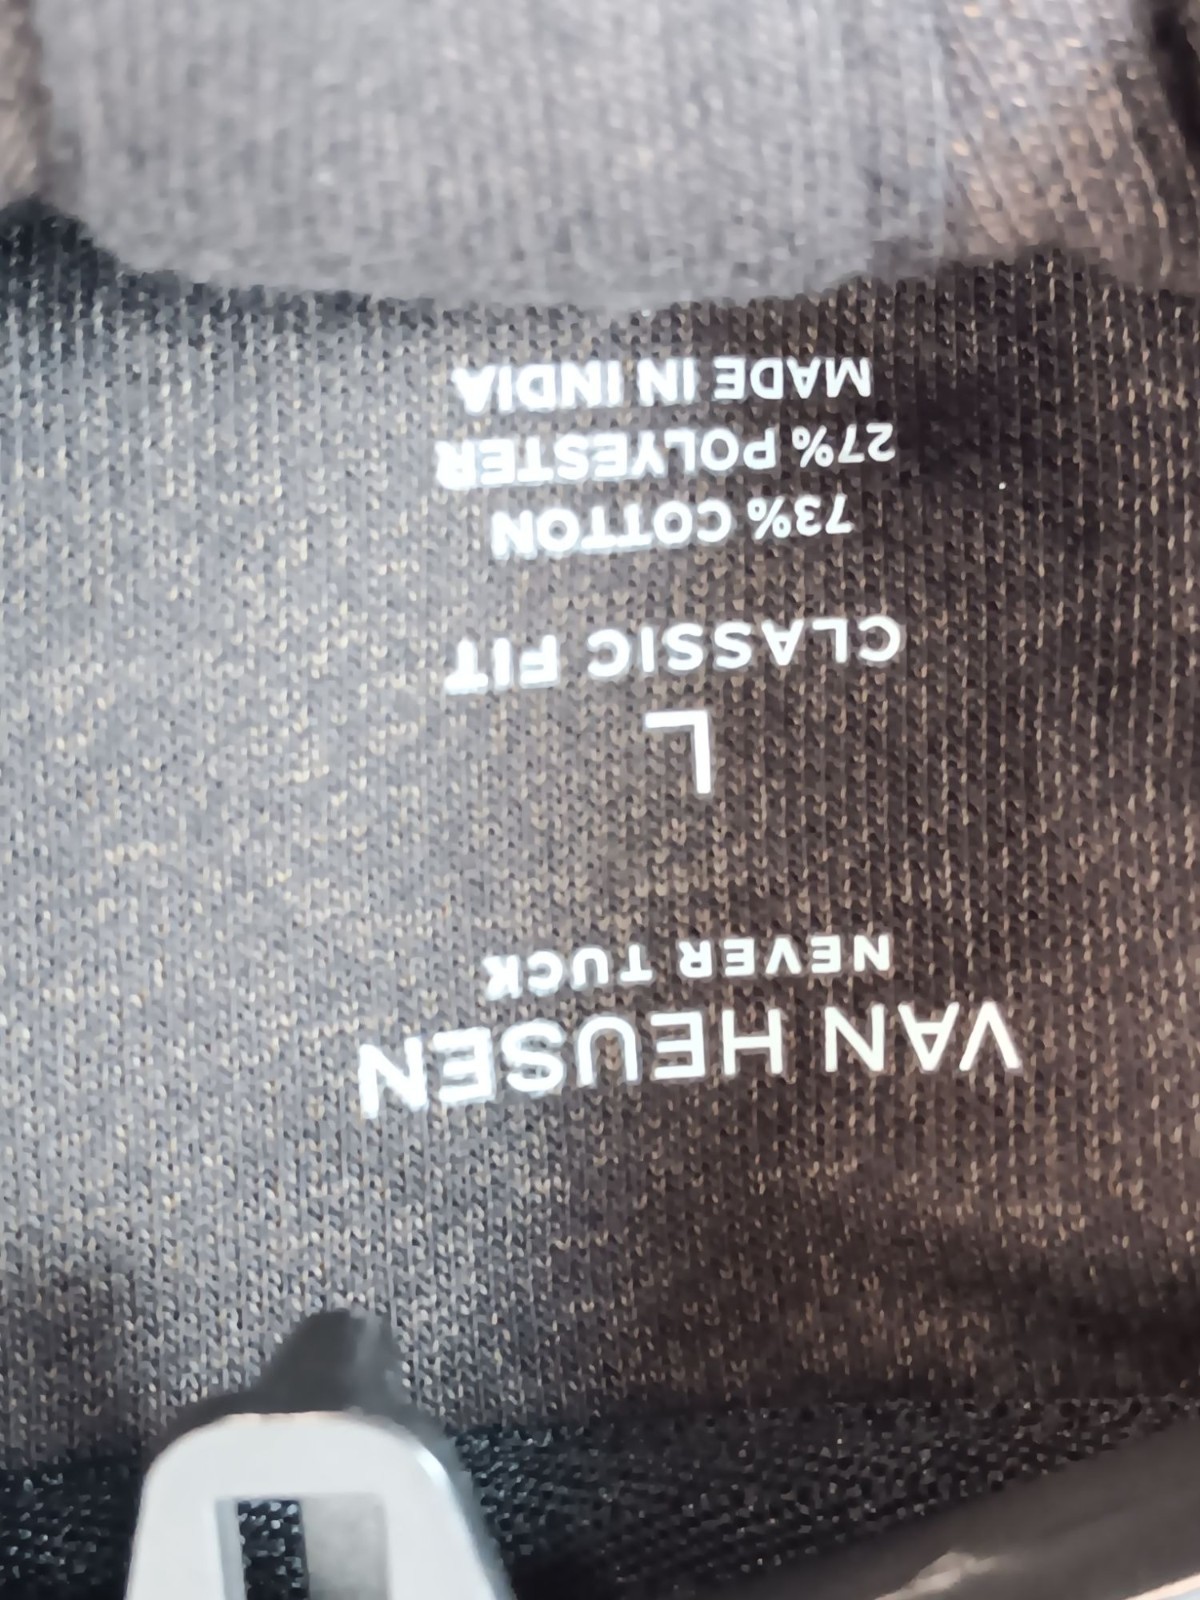 VAN HEUSEN
NEVER TUCK
L
CLASSIC FIT
73% COTTON
27% POLYESTER
MADE IN INDIA